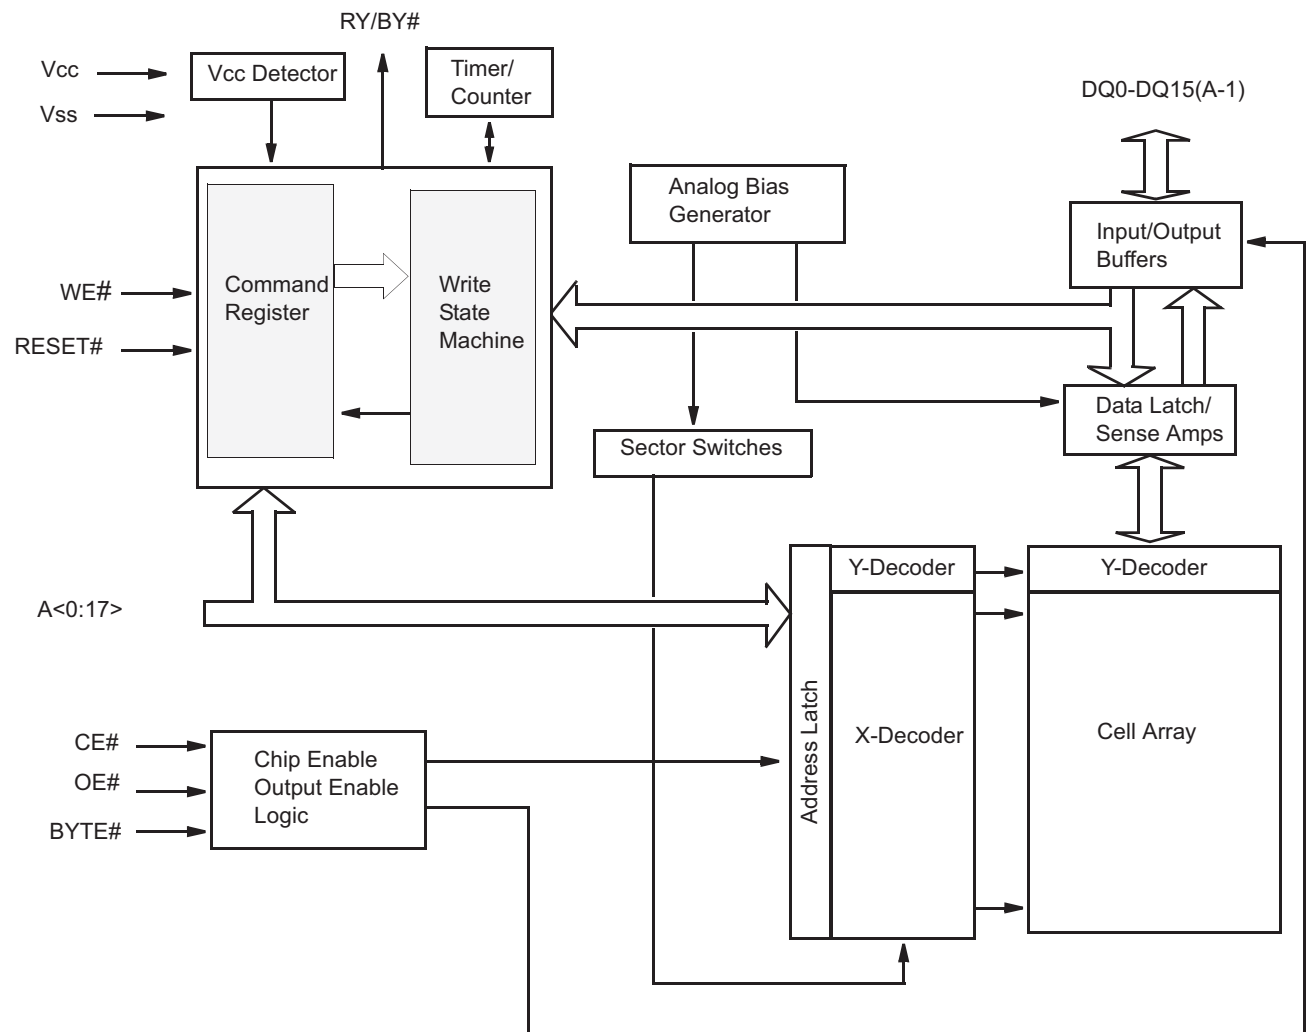 RY/BY#
Vcc
Vcc Detector
Timer/
Counter
Vss
DQ0-DQ15(A-1)
Analog Bias
Generator
Input/Output
Buffers
Command
Register
Write
State
Machine
WE#
RESET#
Data Latch/
Sense Amps
Sector Switches
Y-Decoder
Y-Decoder
A<0:17>
Address Latch
X-Decoder
Cell Array
CE#
OE#
BYTE#
Chip Enable
Output Enable
Logic